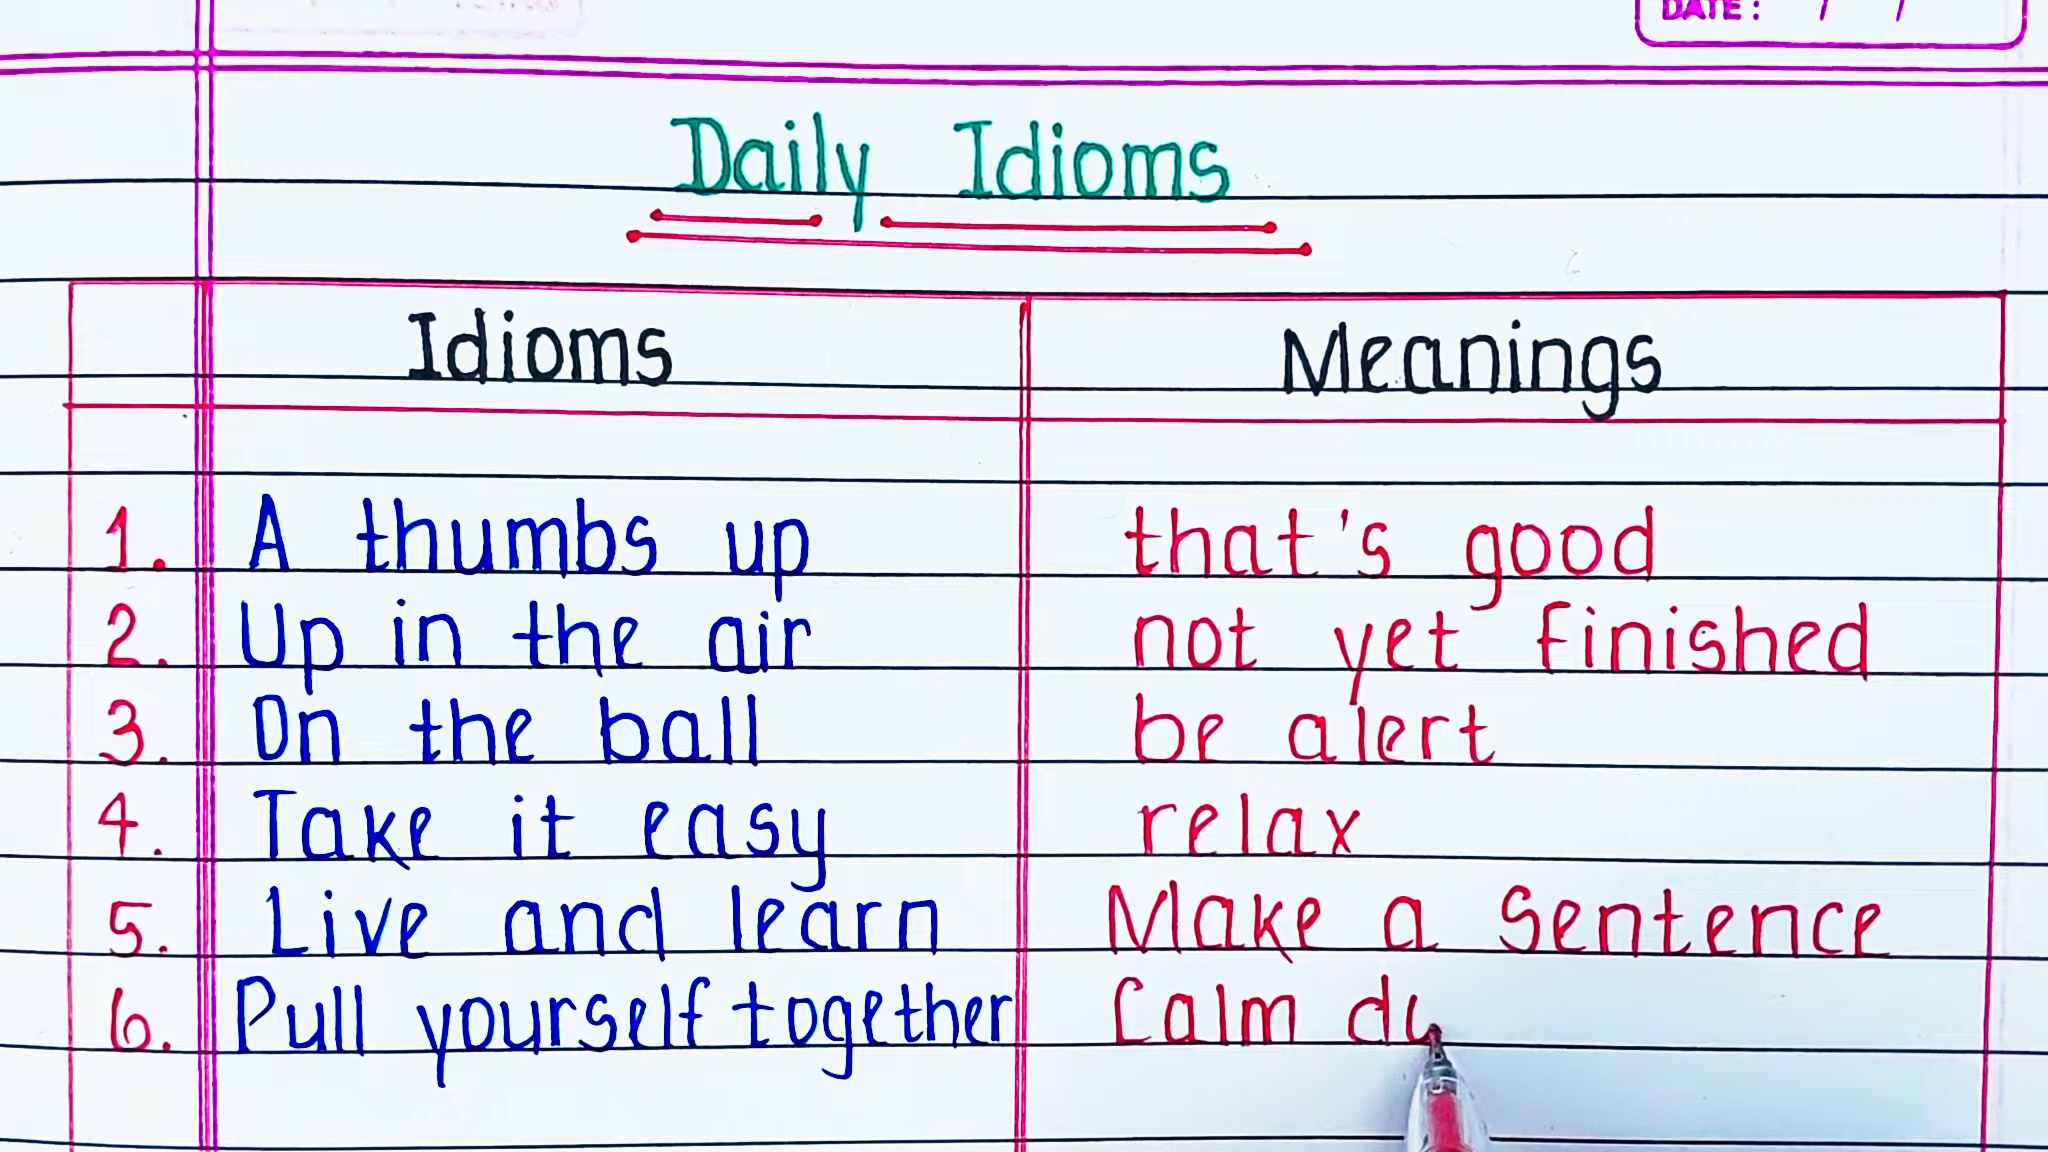 DATE: / /
Daily Idioms
Idioms Meanings
1. A thumbs up that's good
2. Up in the air not yet finished
3. On the ball be alert
4. Take it easy relax
5. Live and learn Make a sentence
6. Pull yourself together Calm